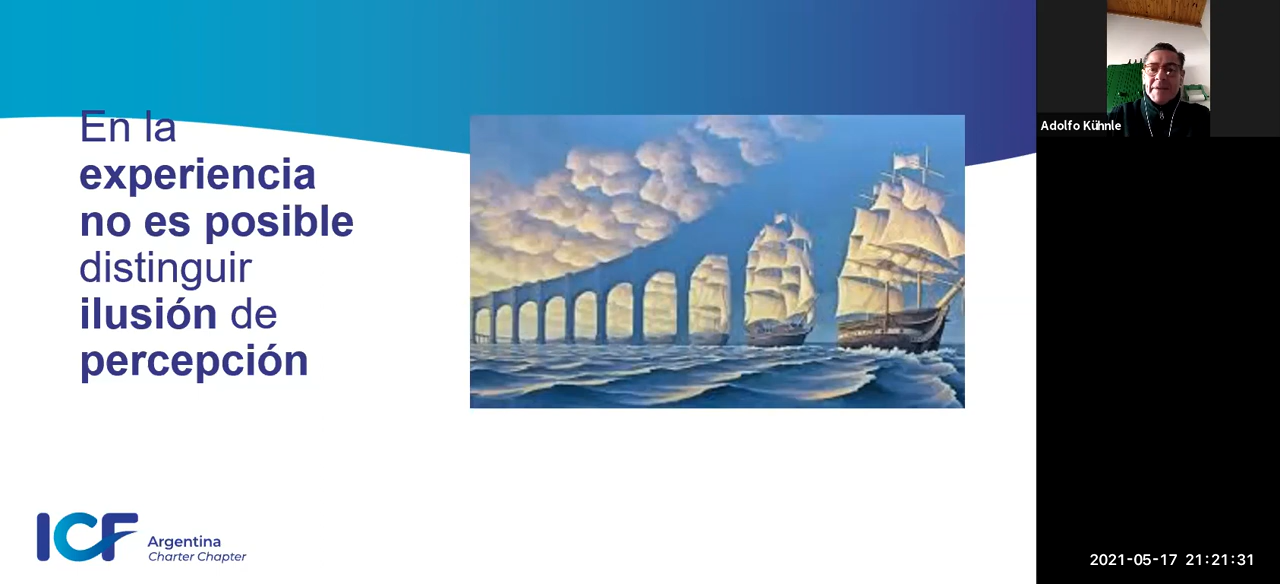 En la
experiencia
no es posible
distinguir
ilusión de
percepción
ICF
Argentina
Charter Chapter
Adolfo Kühnle
2021-05-17 21:21:31